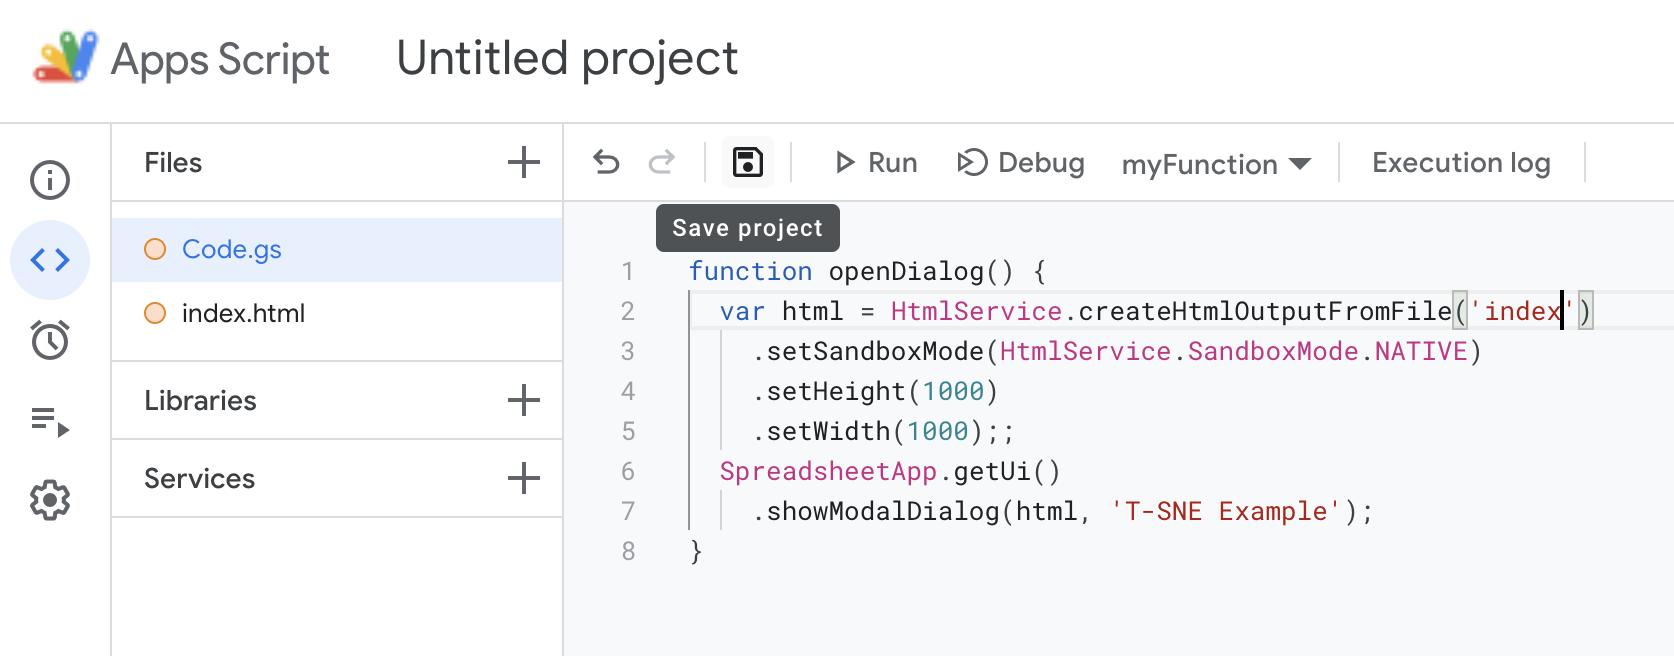 Apps Script Untitled project
Files
Code.gs
index.html
Libraries
Services
Run Debug myFunction Execution log
Save project
1 function openDialog() {
2 var html = HtmlService.createHtmlOutputFromFile('index')
3 .setSandboxMode(HtmlService.SandboxMode.NATIVE)
4 .setHeight(1000)
5 .setWidth(1000);;
6 SpreadsheetApp.getUi()
7 .showModalDialog(html, 'T-SNE Example');
8 }